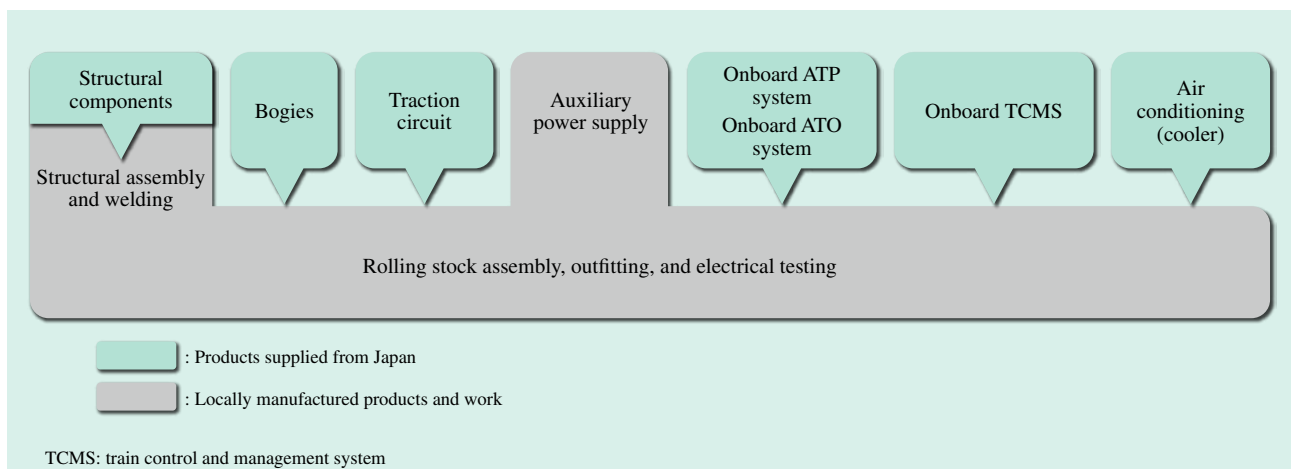 Structural
components
Structural assembly
and welding
Bogies
Traction
circuit
Auxiliary
power supply
Onboard ATP
system
Onboard ATO
system
Onboard TCMS
Air
conditioning
(cooler)
Rolling stock assembly, outfitting, and electrical testing
: Products supplied from Japan
: Locally manufactured products and work
TCMS: train control and management system